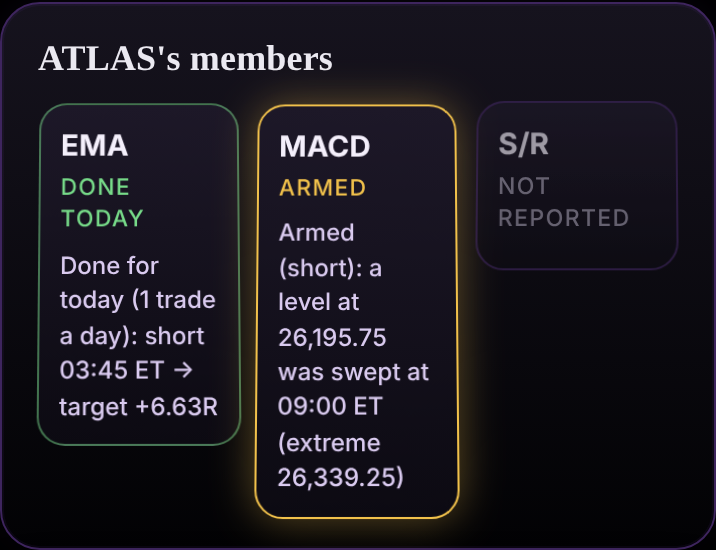 ATLAS's members
EMA
DONE
TODAY
Done for
today (1 trade
a day): short
03:45 ET →
target +6.63R
MACD
ARMED
Armed
(short): a
level at
26,195.75
was swept at
09:00 ET
(extreme
26,339.25)
S/R
NOT
REPORTED